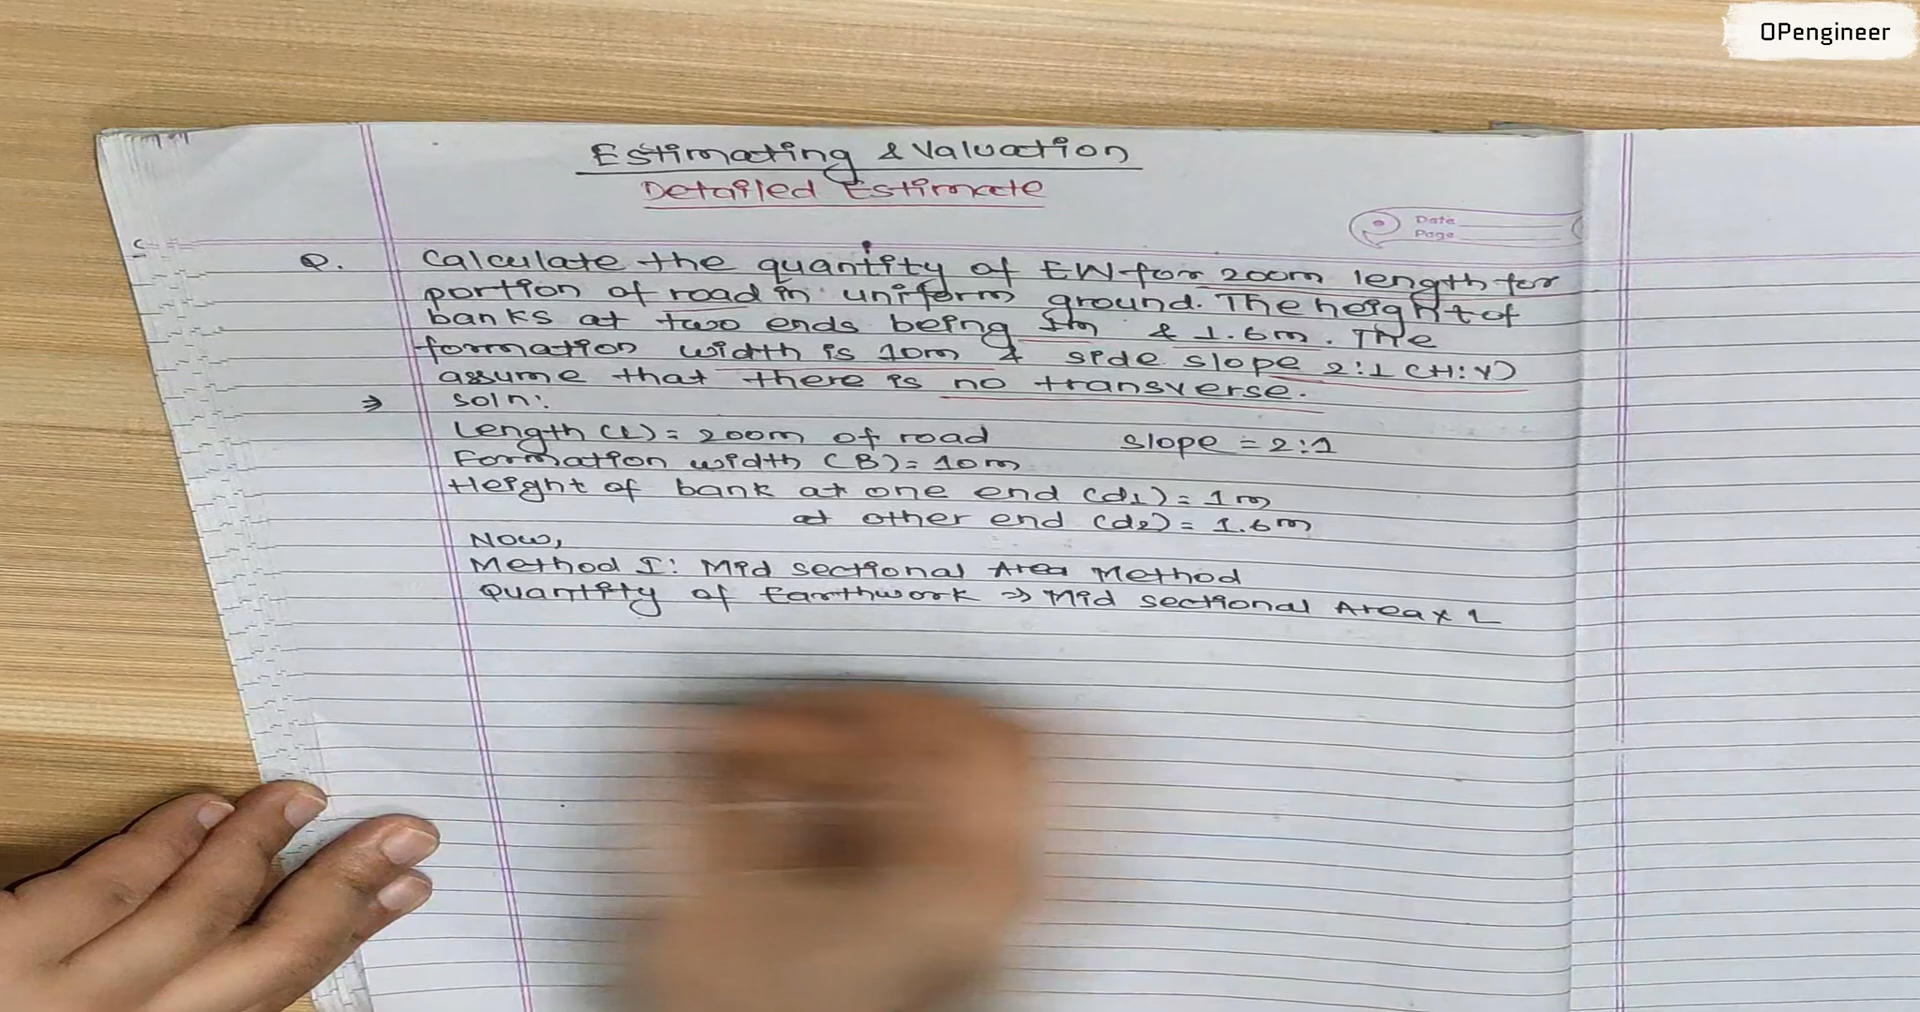 OPengineer
Estimating & Valuation
Detailed Estimate
Date
Page
Q. Calculate the quantity of EW for 200m length for
portion of road in uniform ground. The height of
banks at two ends being 1m & 1.6m. The
formation width is 10m & side slope 2:1 (H:V)
assume that there is no transverse.
⇒ Soln:
Length (L) = 200m of road Slope = 2:1
Formation width (B) = 10m
Height of bank at one end (d1) = 1m
at other end (d2) = 1.6m
Now,
Method I: Mid sectional Area Method
Quantity of Earthwork ⇒ Mid sectional Area x L